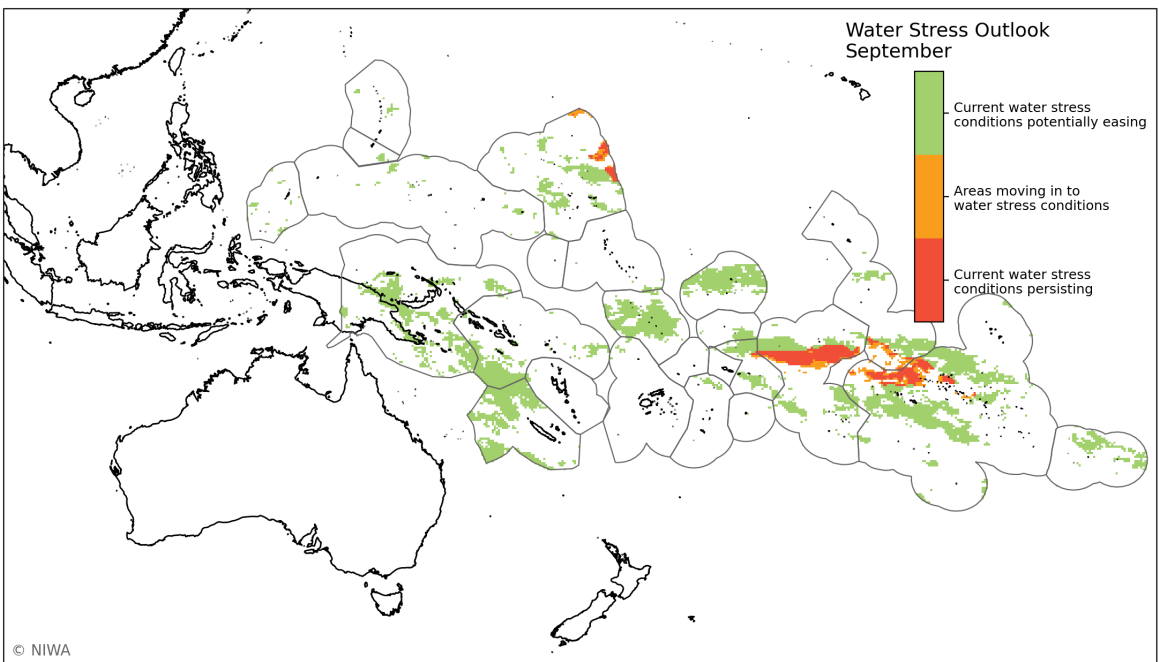 Water Stress Outlook
September
Current water stress
conditions potentially easing
Areas moving in to
water stress conditions
Current water stress
conditions persisting
© NIWA